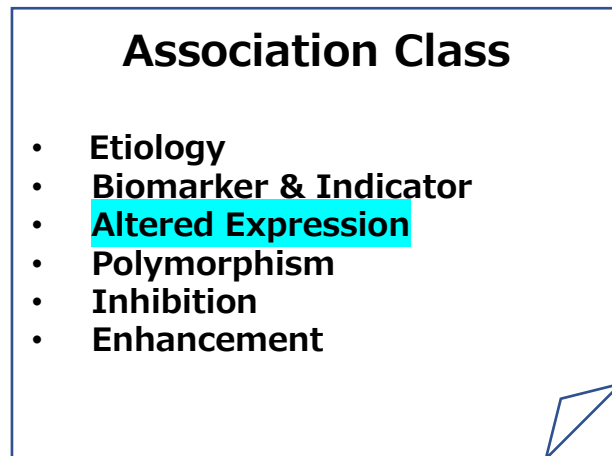 Association Class
• Etiology
• Biomarker & Indicator
• Altered Expression
• Polymorphism
• Inhibition
• Enhancement